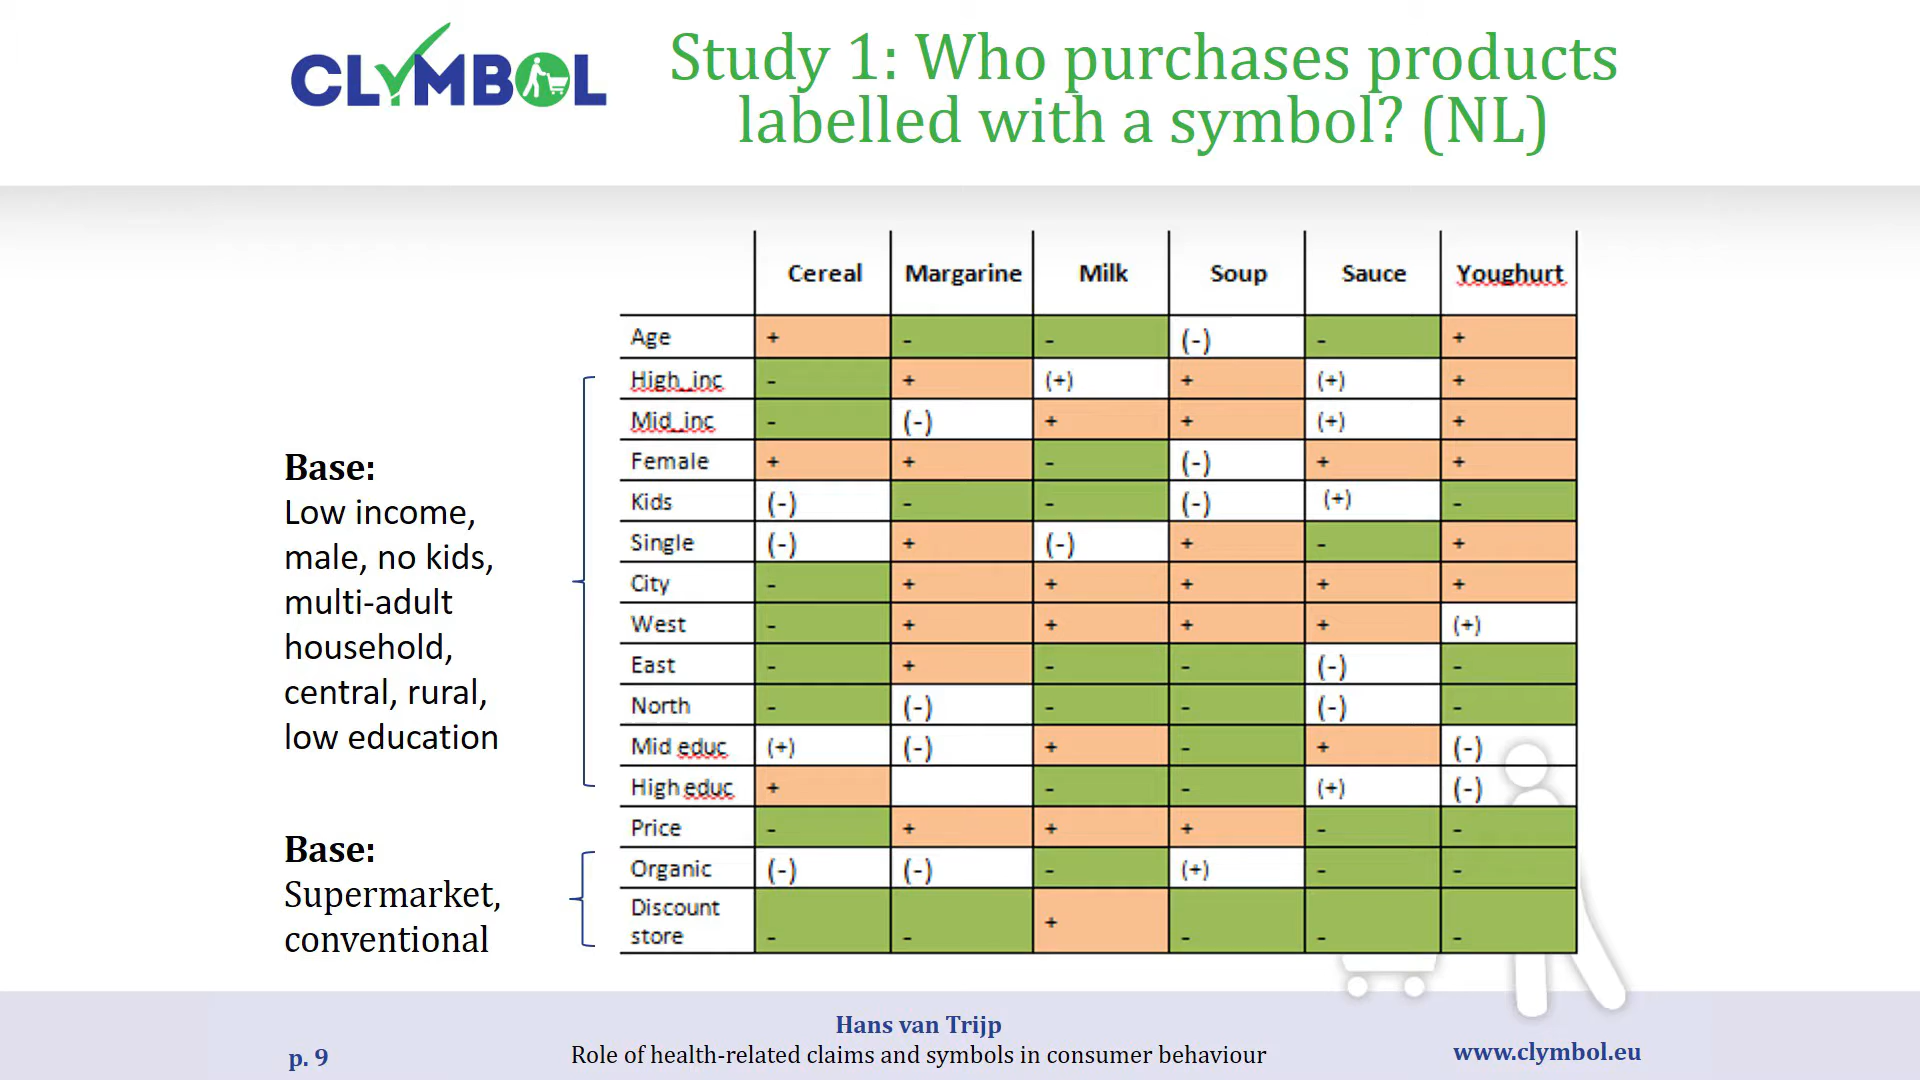 CLYMBOL
Study 1: Who purchases products
labelled with a symbol? (NL)
Cereal Margarine Milk Soup Sauce Youghurt
Age + - - (-) - +
High_inc - + (+) + (+) +
Mid_inc - (-) + + (+) +
Female + + - (-) + +
Kids (-) - - (-) (+) -
Single (-) + (-) + - +
City - + + + + +
West - + + + + (+)
East - + - - (-) -
North - (-) - - (-) -
Mid educ (+) (-) + - + (-)
High educ + - - (+) (-)
Price - + + + - -
Organic (-) (-) - (+) - -
Discount
store - - + - - -
Base:
Low income,
male, no kids,
multi-adult
household,
central, rural,
low education
Base:
Supermarket,
conventional
p. 9
Hans van Trijp
Role of health-related claims and symbols in consumer behaviour
www.clymbol.eu